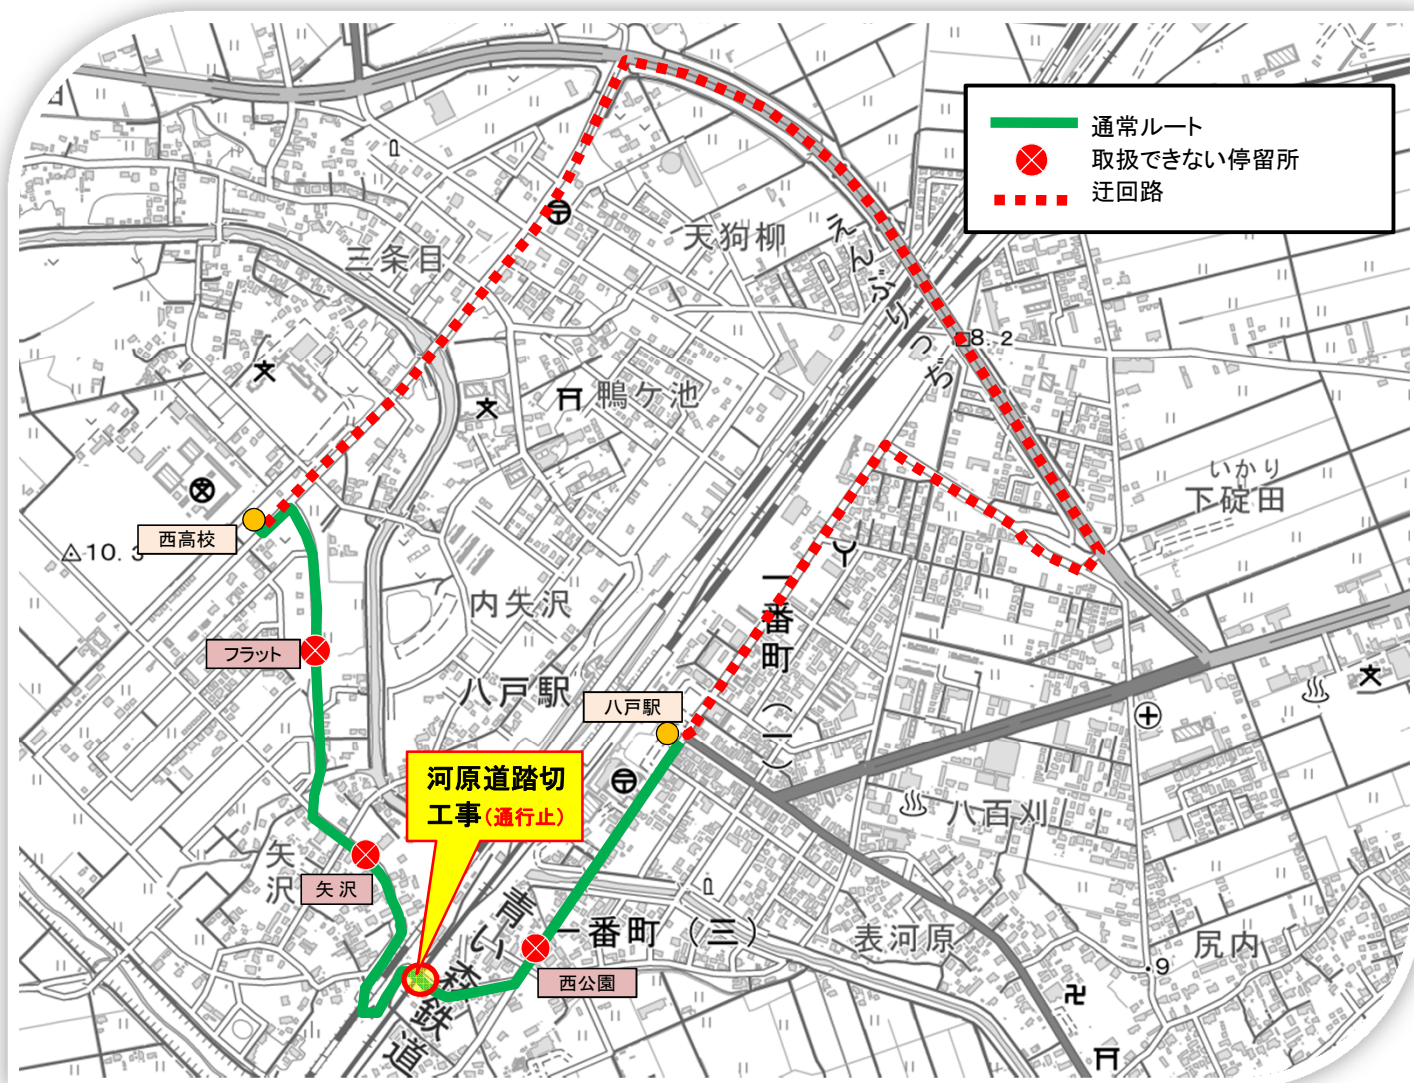 通常ルート
取扱できない停留所
迂回路
田
三条目
天狗柳
えんぶりっち
8.2
鴨ケ池
いかり
下碇田
西高校
10.3
内矢沢
一番町(一)
フラット
八戸駅
八戸駅
河原道踏切
工事(通行止)
八百刈
矢沢
矢 沢
青い森鉄道
一番町(三)
表河原
尻内
9
西公園